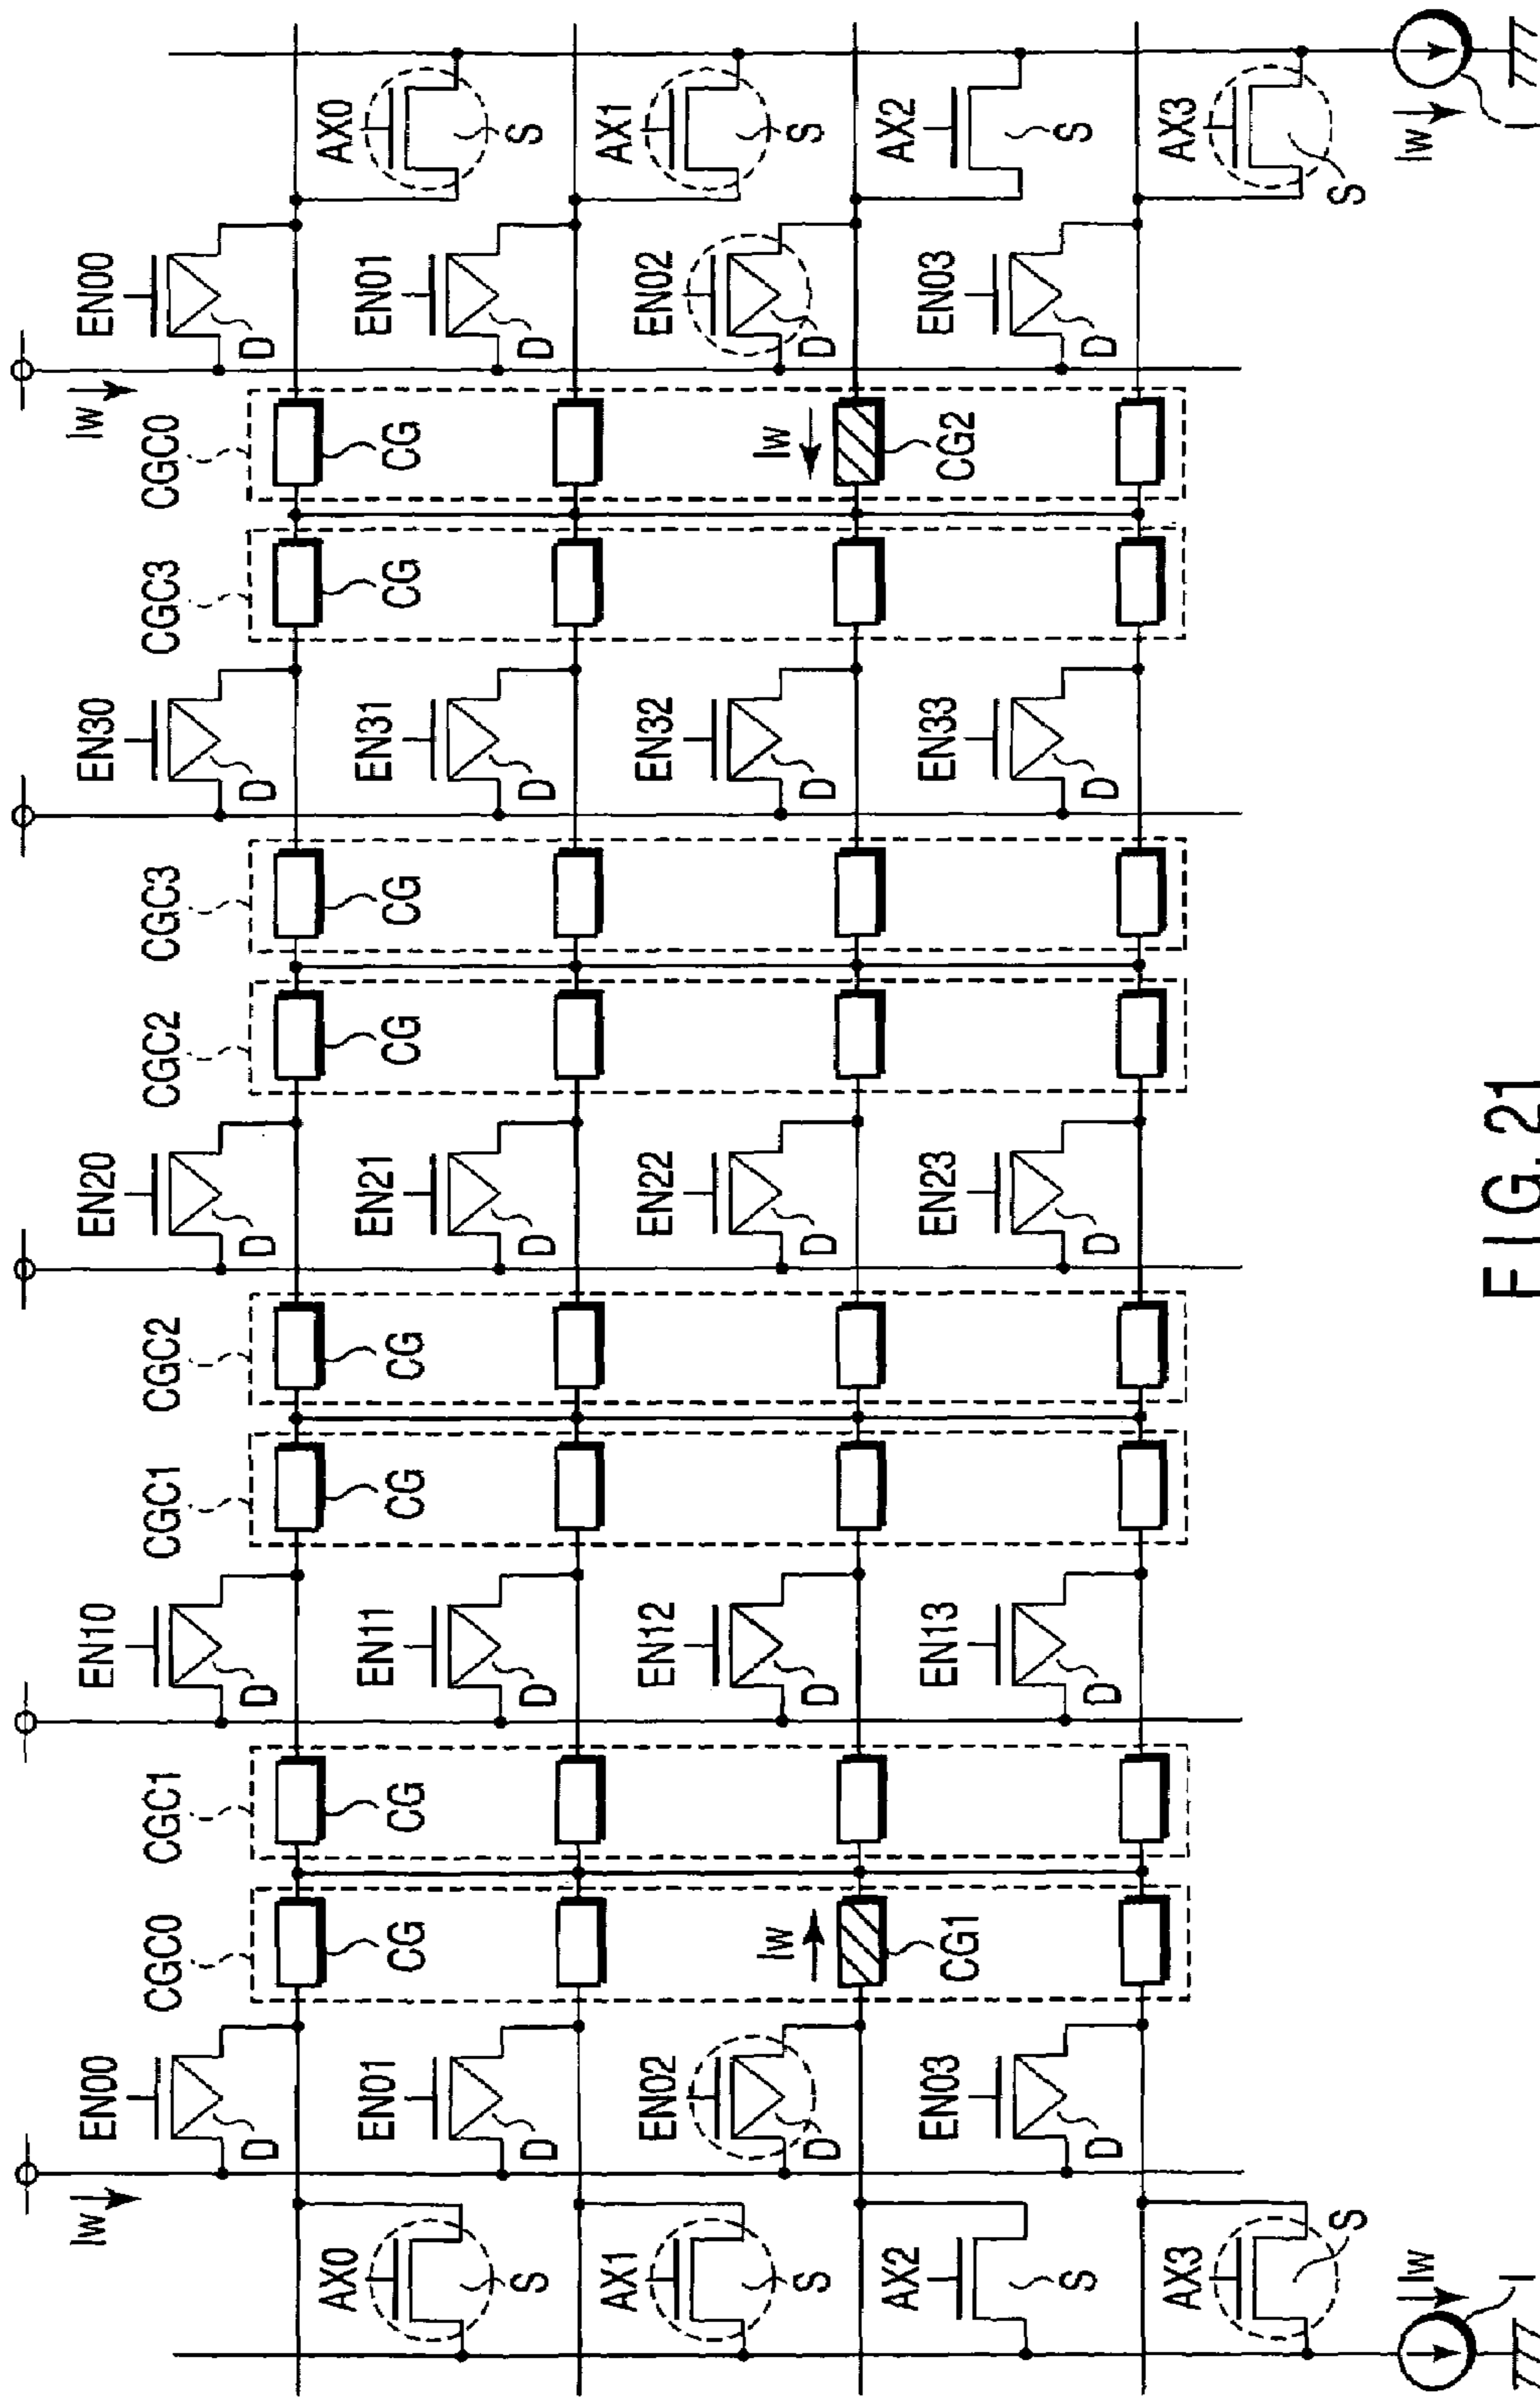 Iw EN00 EN10 EN20 EN30 EN00 Iw
CGC0 CGC1 CGC1 CGC2 CGC2 CGC3 CGC3 CGC0
D D D D D
AX0 AX0
EN01 EN11 EN21 EN31 EN01
CG CG CG CG CG CG CG CG
S D D D D D S
AX1 AX1
EN02 EN12 EN22 EN32 EN02
Iw Iw
S D D D D D S
AX2 AX2
EN03 EN13 EN23 EN33 EN03
CG1 CG2
S D D D D D S
AX3 AX3
S S
Iw Iw
I I
FIG. 21